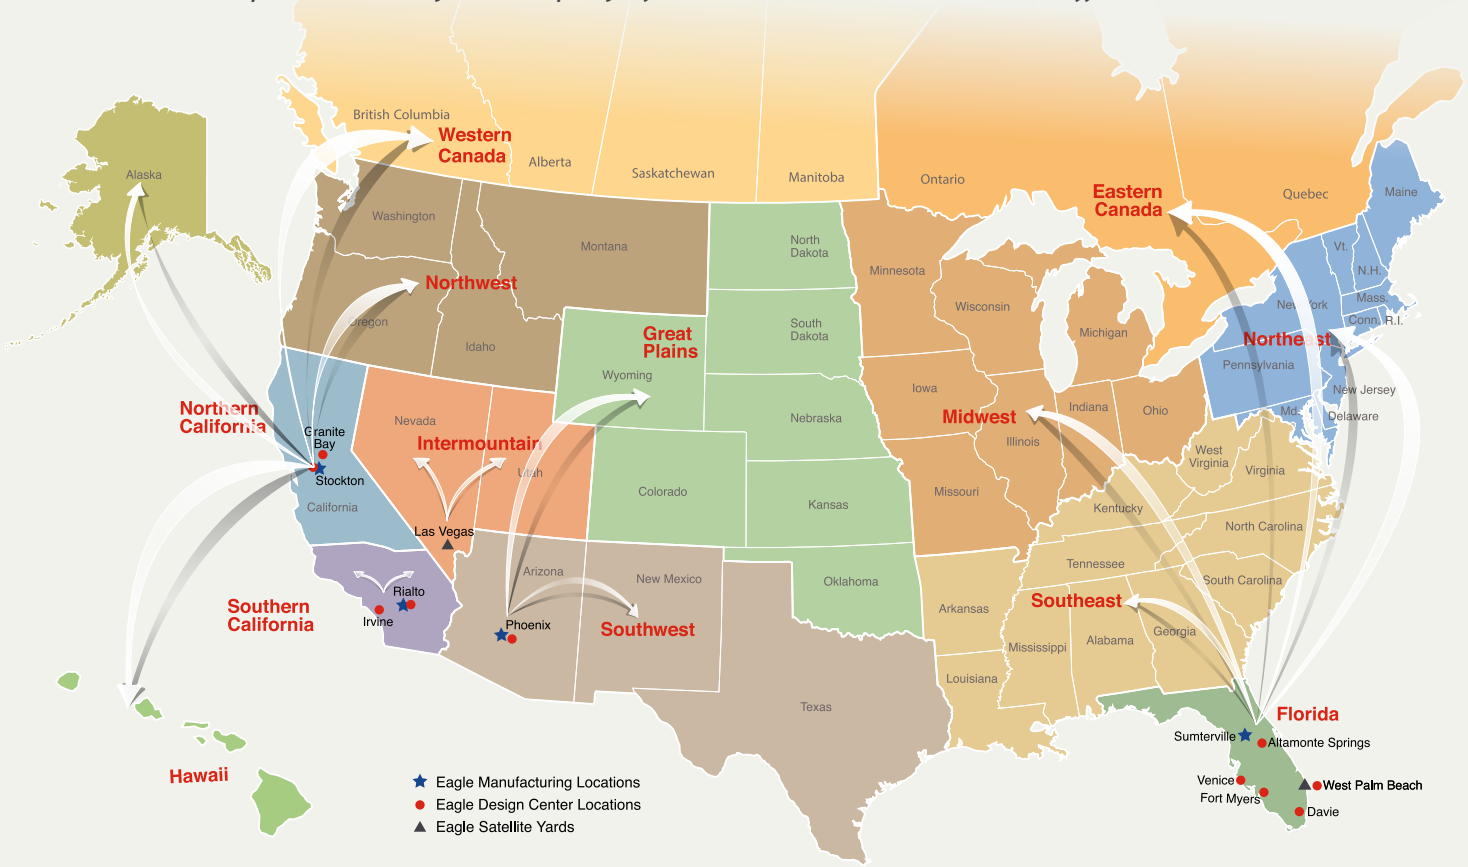 British Columbia
Western
Canada
Alberta
Saskatchewan
Manitoba
Ontario
Eastern
Canada
Quebec
Maine
Alaska
Washington
Montana
North
Dakota
Minnesota
Vt.
N.H.
Northwest
Oregon
Idaho
Great
Plains
South
Dakota
Wisconsin
Michigan
New York
Mass.
Conn.
R.I.
Northeast
Wyoming
Pennsylvania
New Jersey
Md.
Delaware
Northern
California
Granite
Bay
Stockton
California
Nevada
Intermountain
Utah
Las Vegas
Nebraska
Iowa
Midwest
Illinois
Indiana
Ohio
West
Virginia
Virginia
Colorado
Kansas
Missouri
Kentucky
North Carolina
Tennessee
South Carolina
Southern
California
Rialto
Irvine
Arizona
New Mexico
Phoenix
Southwest
Oklahoma
Arkansas
Southeast
Mississippi
Alabama
Georgia
Louisiana
Texas
Florida
Sumterville
Altamonte Springs
Venice
Fort Myers
West Palm Beach
Davie
Hawaii
Eagle Manufacturing Locations
Eagle Design Center Locations
Eagle Satellite Yards